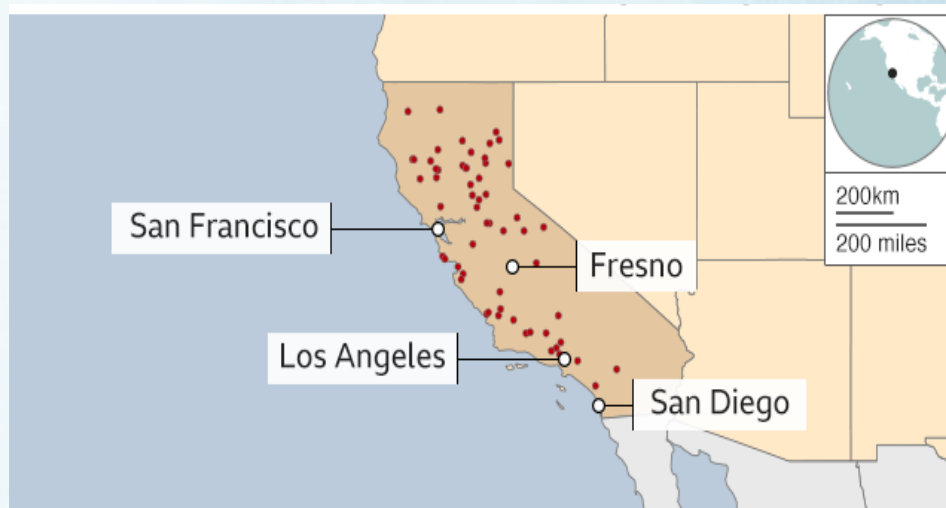 San Francisco
Fresno
Los Angeles
San Diego
200km
200 miles